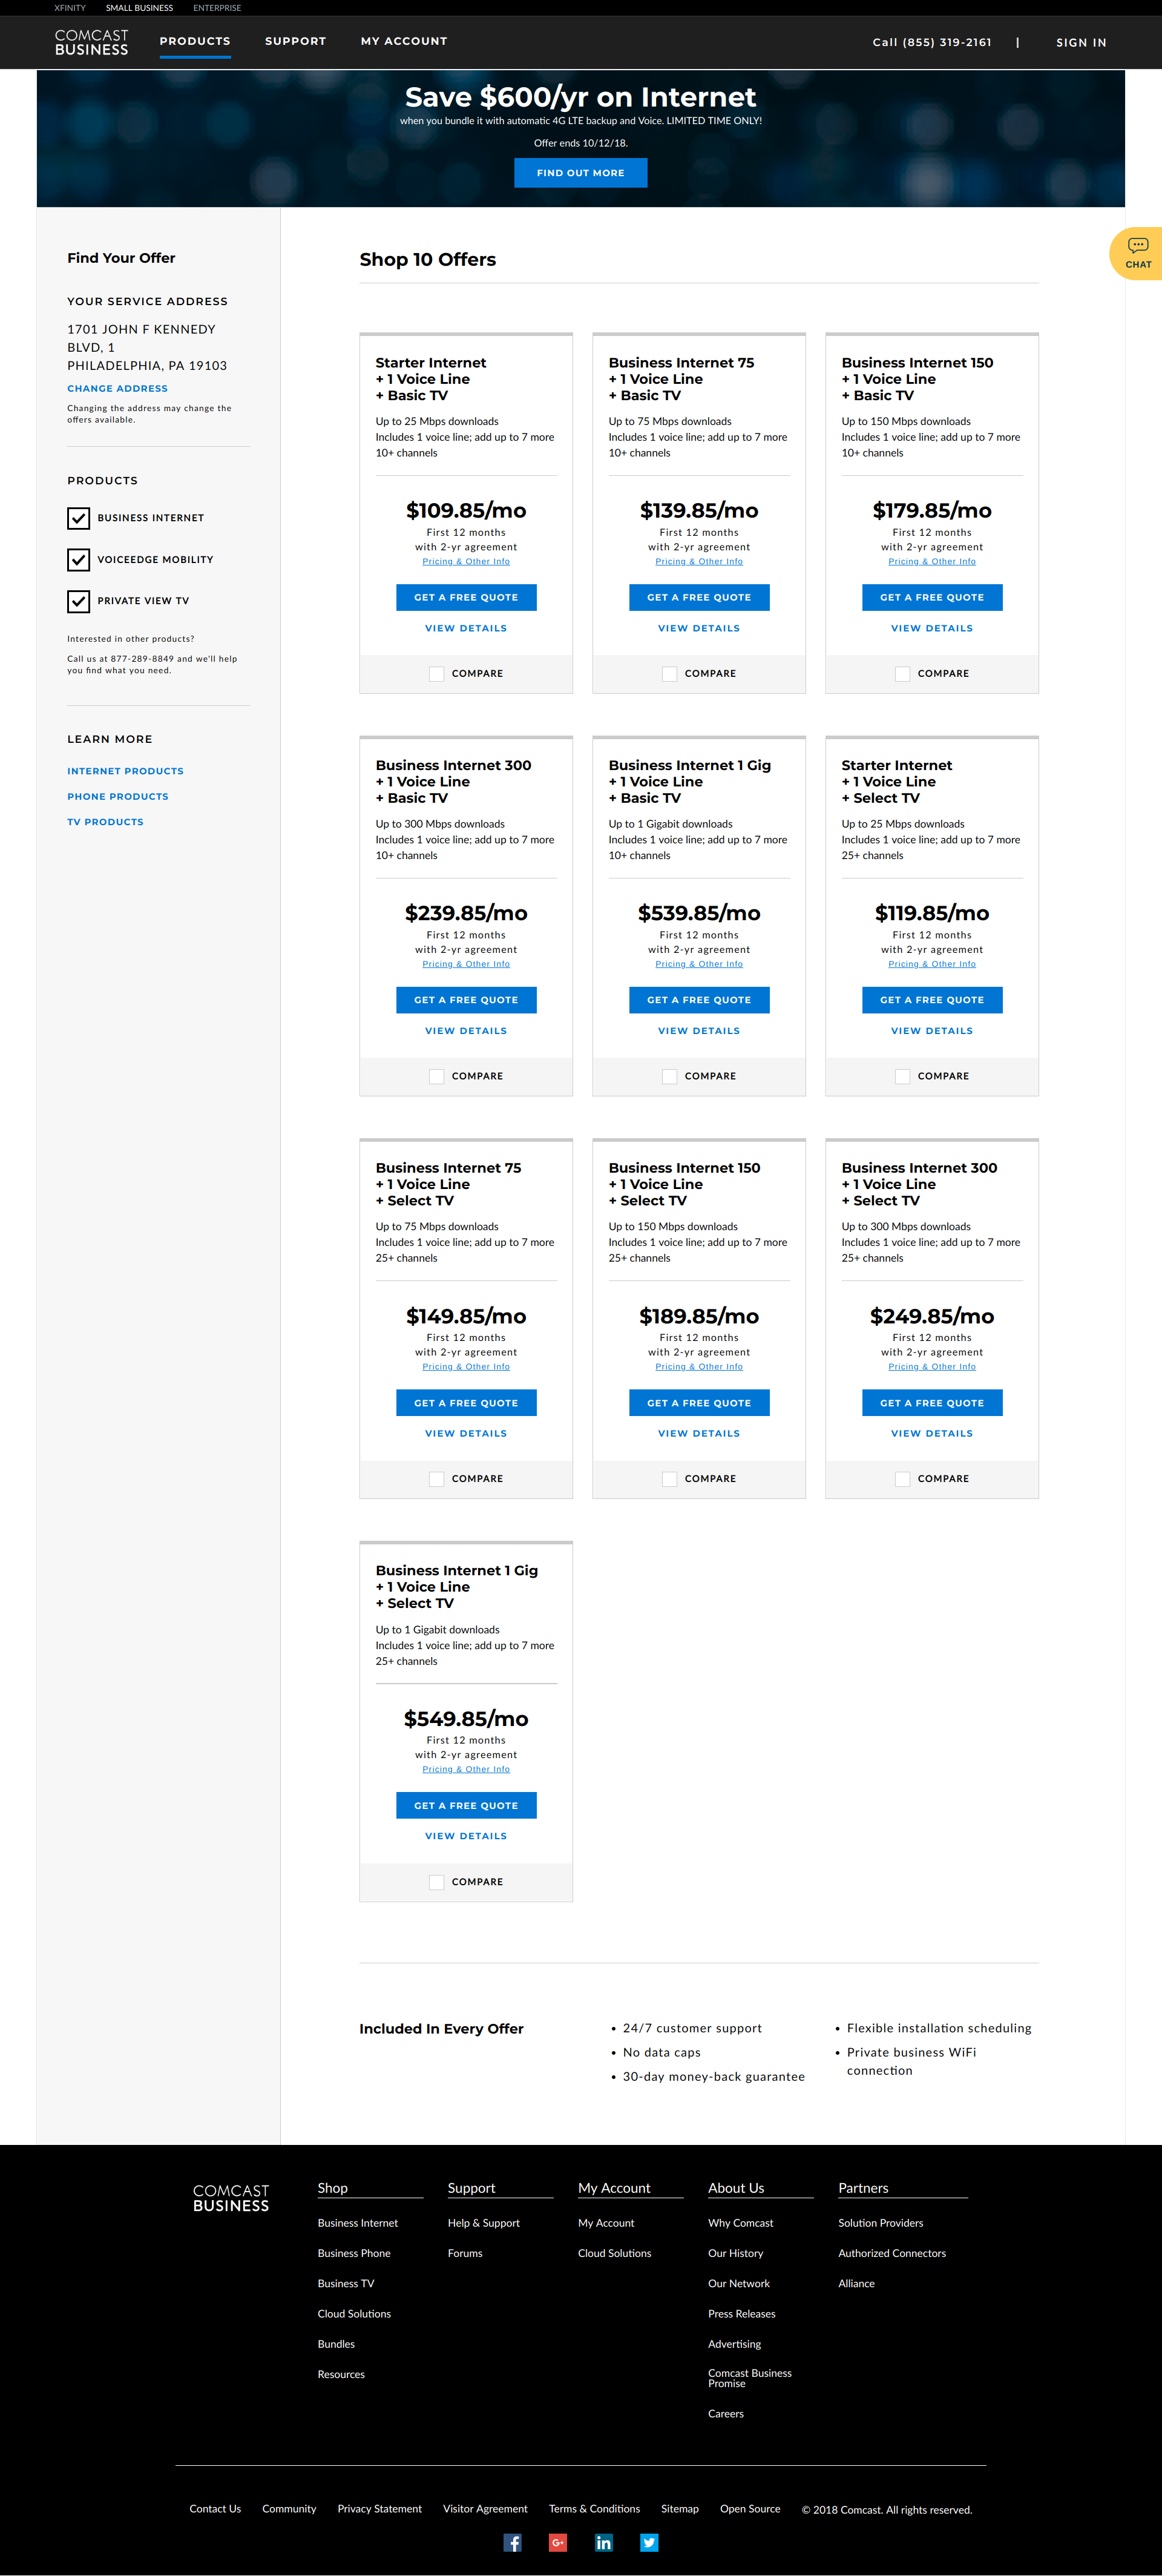 XFINITY
SMALL BUSINESS
ENTERPRISE
COMCAST
BUSINESS
PRODUCTS
SUPPORT
MY ACCOUNT
Call (855) 319-2161
|
SIGN IN
Save $600/yr on Internet
when you bundle it with automatic 4G LTE backup and Voice. LIMITED TIME ONLY!
Offer ends 10/12/18.
FIND OUT MORE
CHAT
Find Your Offer
YOUR SERVICE ADDRESS
1701 JOHN F KENNEDY
BLVD, 1
PHILADELPHIA, PA 19103
CHANGE ADDRESS
Changing the address may change the
offers available.
PRODUCTS
BUSINESS INTERNET
VOICEEDGE MOBILITY
PRIVATE VIEW TV
Interested in other products?
Call us at 877-289-8849 and we'll help
you find what you need.
LEARN MORE
INTERNET PRODUCTS
PHONE PRODUCTS
TV PRODUCTS
Shop 10 Offers
Starter Internet
+ 1 Voice Line
+ Basic TV
Up to 25 Mbps downloads
Includes 1 voice line; add up to 7 more
10+ channels
$109.85/mo
First 12 months
with 2-yr agreement
Pricing & Other Info
GET A FREE QUOTE
VIEW DETAILS
COMPARE
Business Internet 75
+ 1 Voice Line
+ Basic TV
Up to 75 Mbps downloads
Includes 1 voice line; add up to 7 more
10+ channels
$139.85/mo
First 12 months
with 2-yr agreement
Pricing & Other Info
GET A FREE QUOTE
VIEW DETAILS
COMPARE
Business Internet 150
+ 1 Voice Line
+ Basic TV
Up to 150 Mbps downloads
Includes 1 voice line; add up to 7 more
10+ channels
$179.85/mo
First 12 months
with 2-yr agreement
Pricing & Other Info
GET A FREE QUOTE
VIEW DETAILS
COMPARE
Business Internet 300
+ 1 Voice Line
+ Basic TV
Up to 300 Mbps downloads
Includes 1 voice line; add up to 7 more
10+ channels
$239.85/mo
First 12 months
with 2-yr agreement
Pricing & Other Info
GET A FREE QUOTE
VIEW DETAILS
COMPARE
Business Internet 1 Gig
+ 1 Voice Line
+ Basic TV
Up to 1 Gigabit downloads
Includes 1 voice line; add up to 7 more
10+ channels
$539.85/mo
First 12 months
with 2-yr agreement
Pricing & Other Info
GET A FREE QUOTE
VIEW DETAILS
COMPARE
Starter Internet
+ 1 Voice Line
+ Select TV
Up to 25 Mbps downloads
Includes 1 voice line; add up to 7 more
25+ channels
$119.85/mo
First 12 months
with 2-yr agreement
Pricing & Other Info
GET A FREE QUOTE
VIEW DETAILS
COMPARE
Business Internet 75
+ 1 Voice Line
+ Select TV
Up to 75 Mbps downloads
Includes 1 voice line; add up to 7 more
25+ channels
$149.85/mo
First 12 months
with 2-yr agreement
Pricing & Other Info
GET A FREE QUOTE
VIEW DETAILS
COMPARE
Business Internet 150
+ 1 Voice Line
+ Select TV
Up to 150 Mbps downloads
Includes 1 voice line; add up to 7 more
25+ channels
$189.85/mo
First 12 months
with 2-yr agreement
Pricing & Other Info
GET A FREE QUOTE
VIEW DETAILS
COMPARE
Business Internet 300
+ 1 Voice Line
+ Select TV
Up to 300 Mbps downloads
Includes 1 voice line; add up to 7 more
25+ channels
$249.85/mo
First 12 months
with 2-yr agreement
Pricing & Other Info
GET A FREE QUOTE
VIEW DETAILS
COMPARE
Business Internet 1 Gig
+ 1 Voice Line
+ Select TV
Up to 1 Gigabit downloads
Includes 1 voice line; add up to 7 more
25+ channels
$549.85/mo
First 12 months
with 2-yr agreement
Pricing & Other Info
GET A FREE QUOTE
VIEW DETAILS
COMPARE
Included In Every Offer
• 24/7 customer support
• No data caps
• 30-day money-back guarantee
• Flexible installation scheduling
• Private business WiFi
connection
COMCAST
BUSINESS
Shop
Business Internet
Business Phone
Business TV
Cloud Solutions
Bundles
Resources
Support
Help & Support
Forums
My Account
My Account
Cloud Solutions
About Us
Why Comcast
Our History
Our Network
Press Releases
Advertising
Comcast Business
Promise
Careers
Partners
Solution Providers
Authorized Connectors
Alliance
Contact Us
Community
Privacy Statement
Visitor Agreement
Terms & Conditions
Sitemap
Open Source
© 2018 Comcast. All rights reserved.
f
G+
in